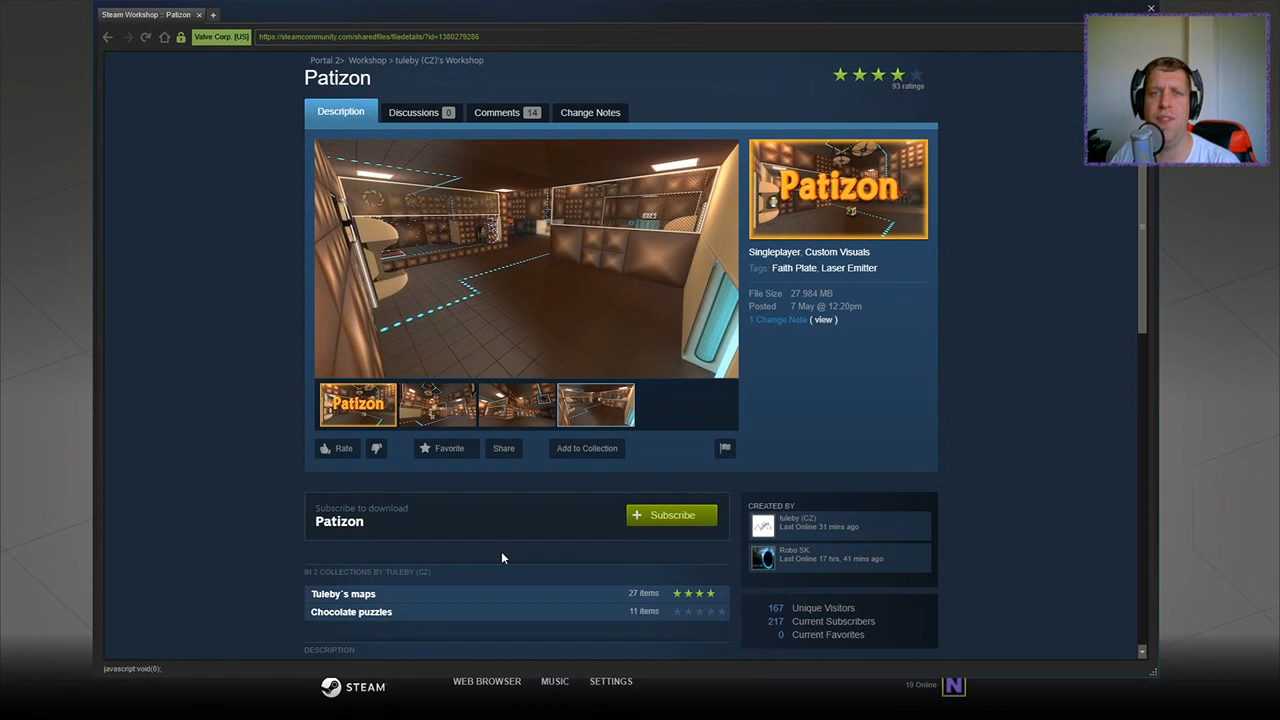 Steam Workshop :: Patizon
Valve Corp. [US]
https://steamcommunity.com/sharedfiles/filedetails/?id=1380279286
Portal 2> Workshop > tuleby (CZ)'s Workshop
Patizon
93 ratings
Description
Discussions 0
Comments 14
Change Notes
Patizon
Singleplayer, Custom Visuals
Tags: Faith Plate, Laser Emitter
File Size 27.984 MB
Posted 7 May @ 12:20pm
1 Change Note ( view )
Patizon
Rate
Favorite
Share
Add to Collection
Subscribe to download
Patizon
Subscribe
CREATED BY
tuleby (CZ)
Last Online 31 mins ago
Robo SK
Last Online 17 hrs, 41 mins ago
IN 2 COLLECTIONS BY TULEBY (CZ)
Tuleby´s maps 27 items
Chocolate puzzles 11 items
167 Unique Visitors
217 Current Subscribers
0 Current Favorites
DESCRIPTION
javascript:void(0);
STEAM
WEB BROWSER
MUSIC
SETTINGS
19 Online
N